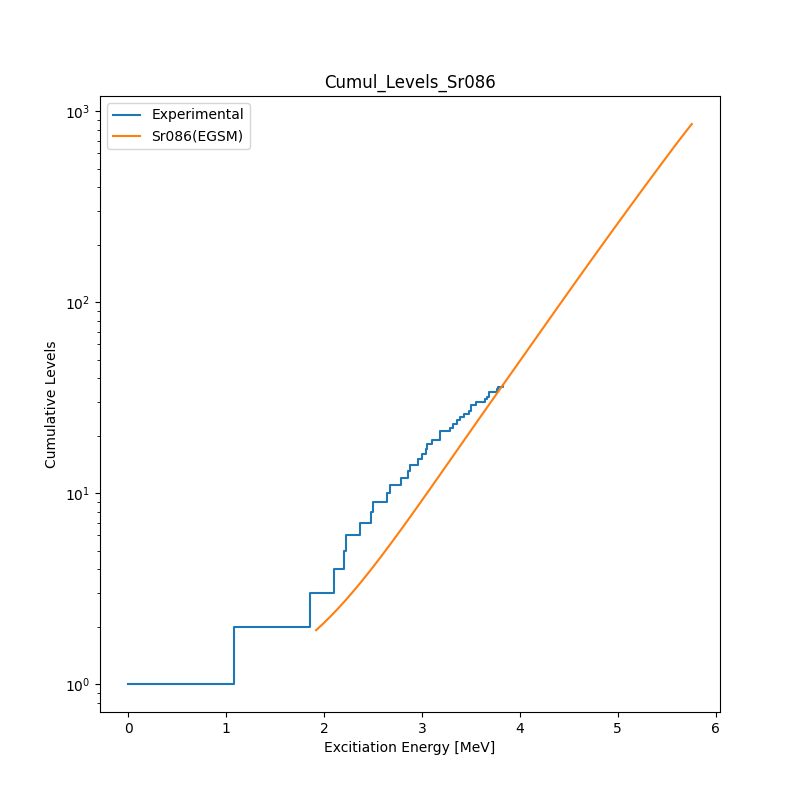 Cumul_Levels_Sr086
Experimental
Sr086(EGSM)
10³
10²
10¹
10⁰
Cumulative Levels
0 1 2 3 4 5 6
Excitiation Energy [MeV]